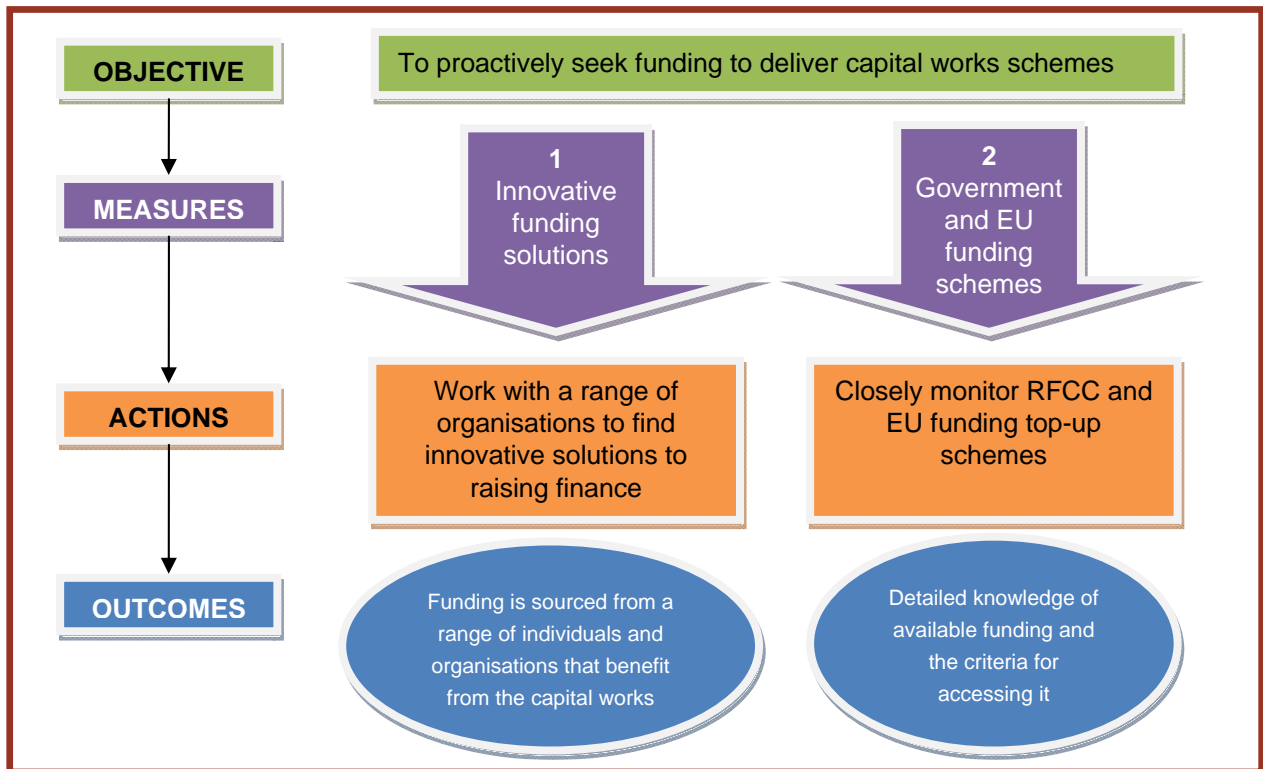 OBJECTIVE
To proactively seek funding to deliver capital works schemes
MEASURES
1
Innovative
funding
solutions
2
Government
and EU
funding
schemes
ACTIONS
Work with a range of
organisations to find
innovative solutions to
raising finance
Closely monitor RFCC and
EU funding top-up
schemes
OUTCOMES
Funding is sourced from a
range of individuals and
organisations that benefit
from the capital works
Detailed knowledge of
available funding and
the criteria for
accessing it